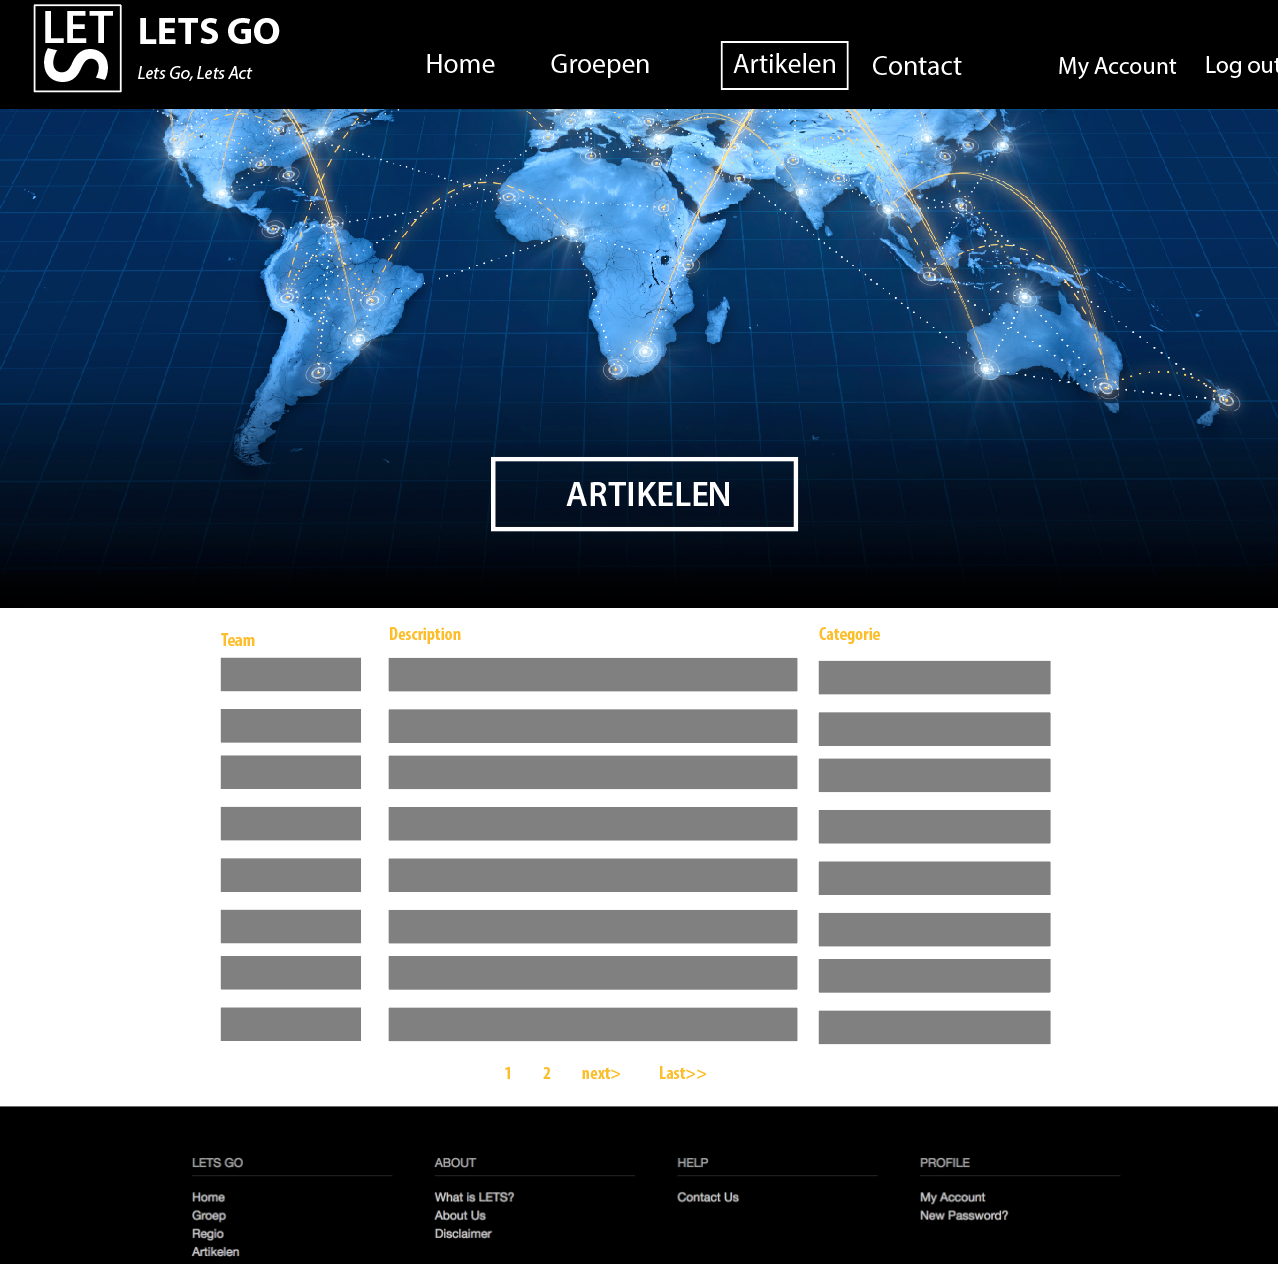 LETS
LETS GO
Lets Go, Lets Act
Home Groepen Artikelen Contact My Account Log out
ARTIKELEN
Team Description Categorie
1 2 next> Last>>
LETS GO ABOUT HELP PROFILE
Home What is LETS? Contact Us My Account
Groep About Us New Password?
Regio Disclaimer
Artikelen